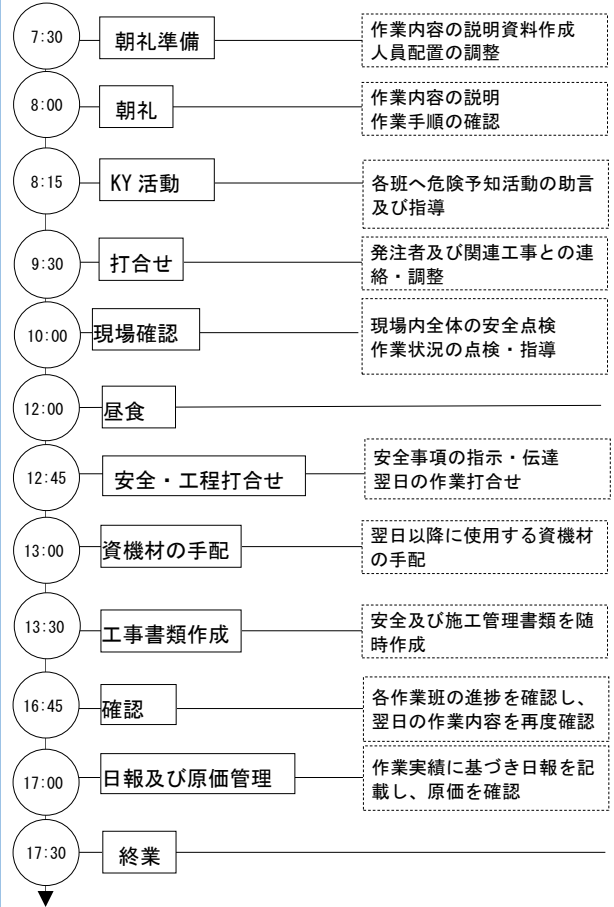 7:30
朝礼準備
作業内容の説明資料作成
人員配置の調整
8:00
朝礼
作業内容の説明
作業手順の確認
8:15
KY 活動
各班へ危険予知活動の助言
及び指導
9:30
打合せ
発注者及び関連工事との連
絡・調整
10:00
現場確認
現場内全体の安全点検
作業状況の点検・指導
12:00
昼食
12:45
安全・工程打合せ
安全事項の指示・伝達
翌日の作業打合せ
13:00
資機材の手配
翌日以降に使用する資機材
の手配
13:30
工事書類作成
安全及び施工管理書類を随
時作成
16:45
確認
各作業班の進捗を確認し、
翌日の作業内容を再度確認
17:00
日報及び原価管理
作業実績に基づき日報を記
載し、原価を確認
17:30
終業